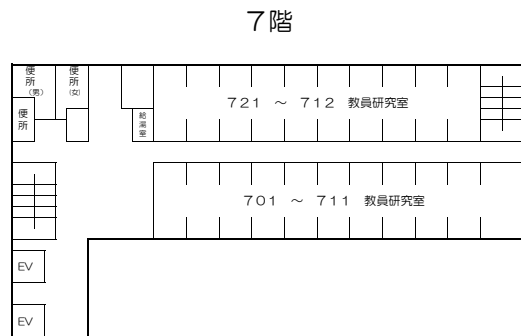 ７階
便所
（男）
便所
（女）
便所
給湯室
７２１ ～ ７１２ 教員研究室
７０１ ～ ７１１ 教員研究室
EV
EV